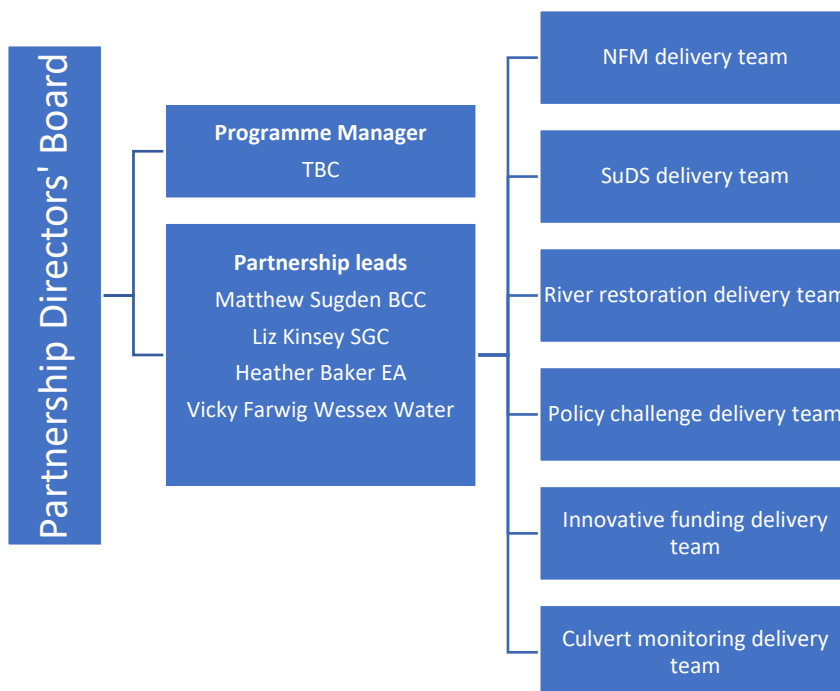 Partnership Directors' Board
Programme Manager
TBC
Partnership leads
Matthew Sugden BCC
Liz Kinsey SGC
Heather Baker EA
Vicky Farwig Wessex Water
NFM delivery team
SuDS delivery team
River restoration delivery team
Policy challenge delivery team
Innovative funding delivery
team
Culvert monitoring delivery
team